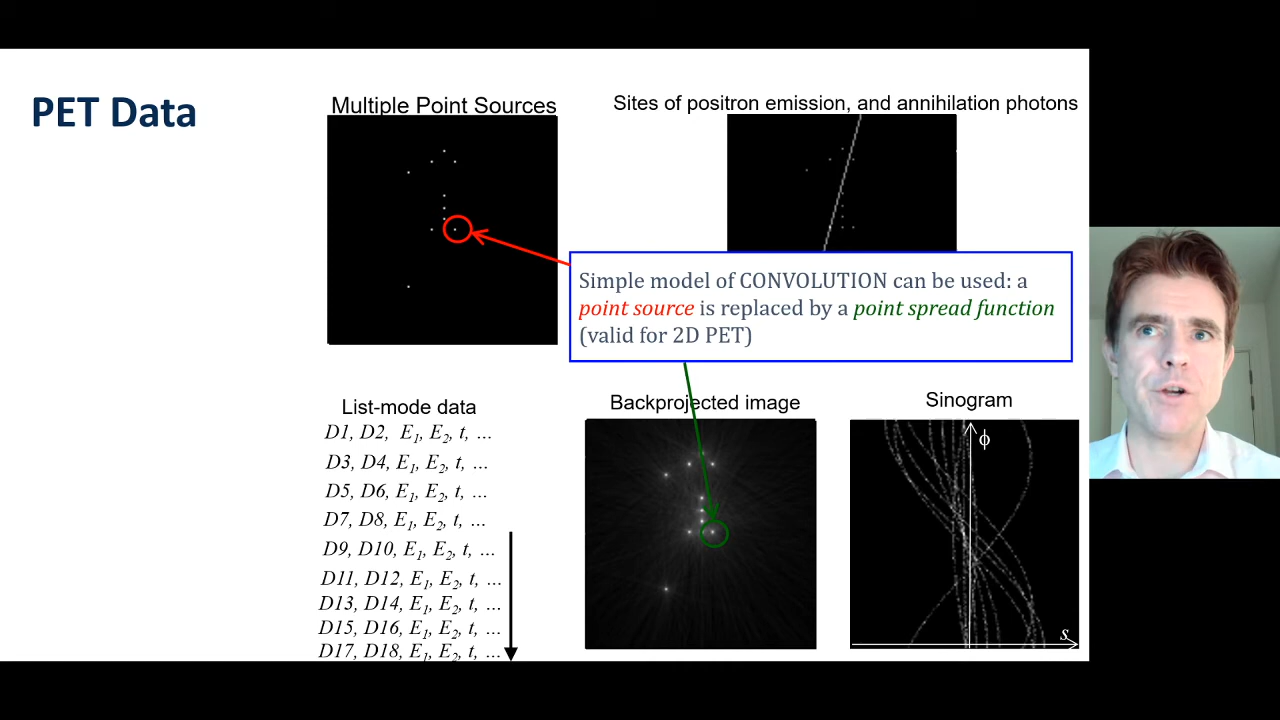 PET Data
Multiple Point Sources
Sites of positron emission, and annihilation photons
Simple model of CONVOLUTION can be used: a
point source is replaced by a point spread function
(valid for 2D PET)
List-mode data
D1, D2, E1, E2, t, ...
D3, D4, E1, E2, t, ...
D5, D6, E1, E2, t, ...
D7, D8, E1, E2, t, ...
D9, D10, E1, E2, t, ...
D11, D12, E1, E2, t, ...
D13, D14, E1, E2, t, ...
D15, D16, E1, E2, t, ...
D17, D18, E1, E2, t, ...
Backprojected image
Sinogram
ϕ
s